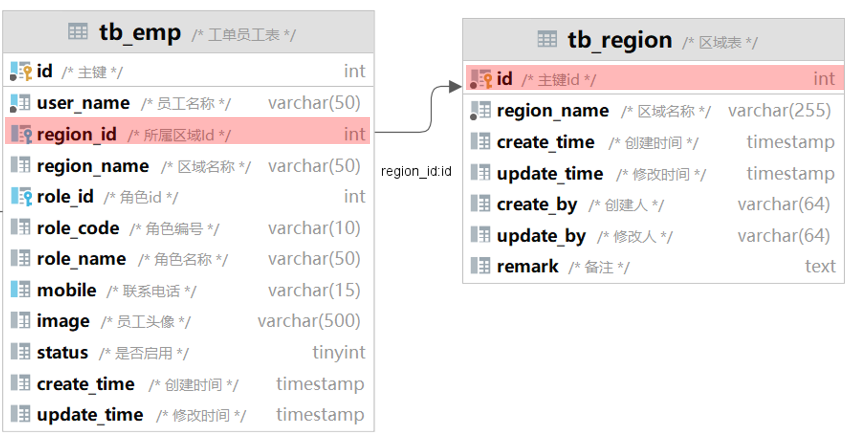 tb_emp /* 工单员工表 */
id /* 主键 */ int
user_name /* 员工名称 */ varchar(50)
region_id /* 所属区域Id */ int
region_name /* 区域名称 */ varchar(50)
role_id /* 角色id */ int
role_code /* 角色编号 */ varchar(10)
role_name /* 角色名称 */ varchar(50)
mobile /* 联系电话 */ varchar(15)
image /* 员工头像 */ varchar(500)
status /* 是否启用 */ tinyint
create_time /* 创建时间 */ timestamp
update_time /* 修改时间 */ timestamp
region_id:id
tb_region /* 区域表 */
id /* 主键id */ int
region_name /* 区域名称 */ varchar(255)
create_time /* 创建时间 */ timestamp
update_time /* 修改时间 */ timestamp
create_by /* 创建人 */ varchar(64)
update_by /* 修改人 */ varchar(64)
remark /* 备注 */ text